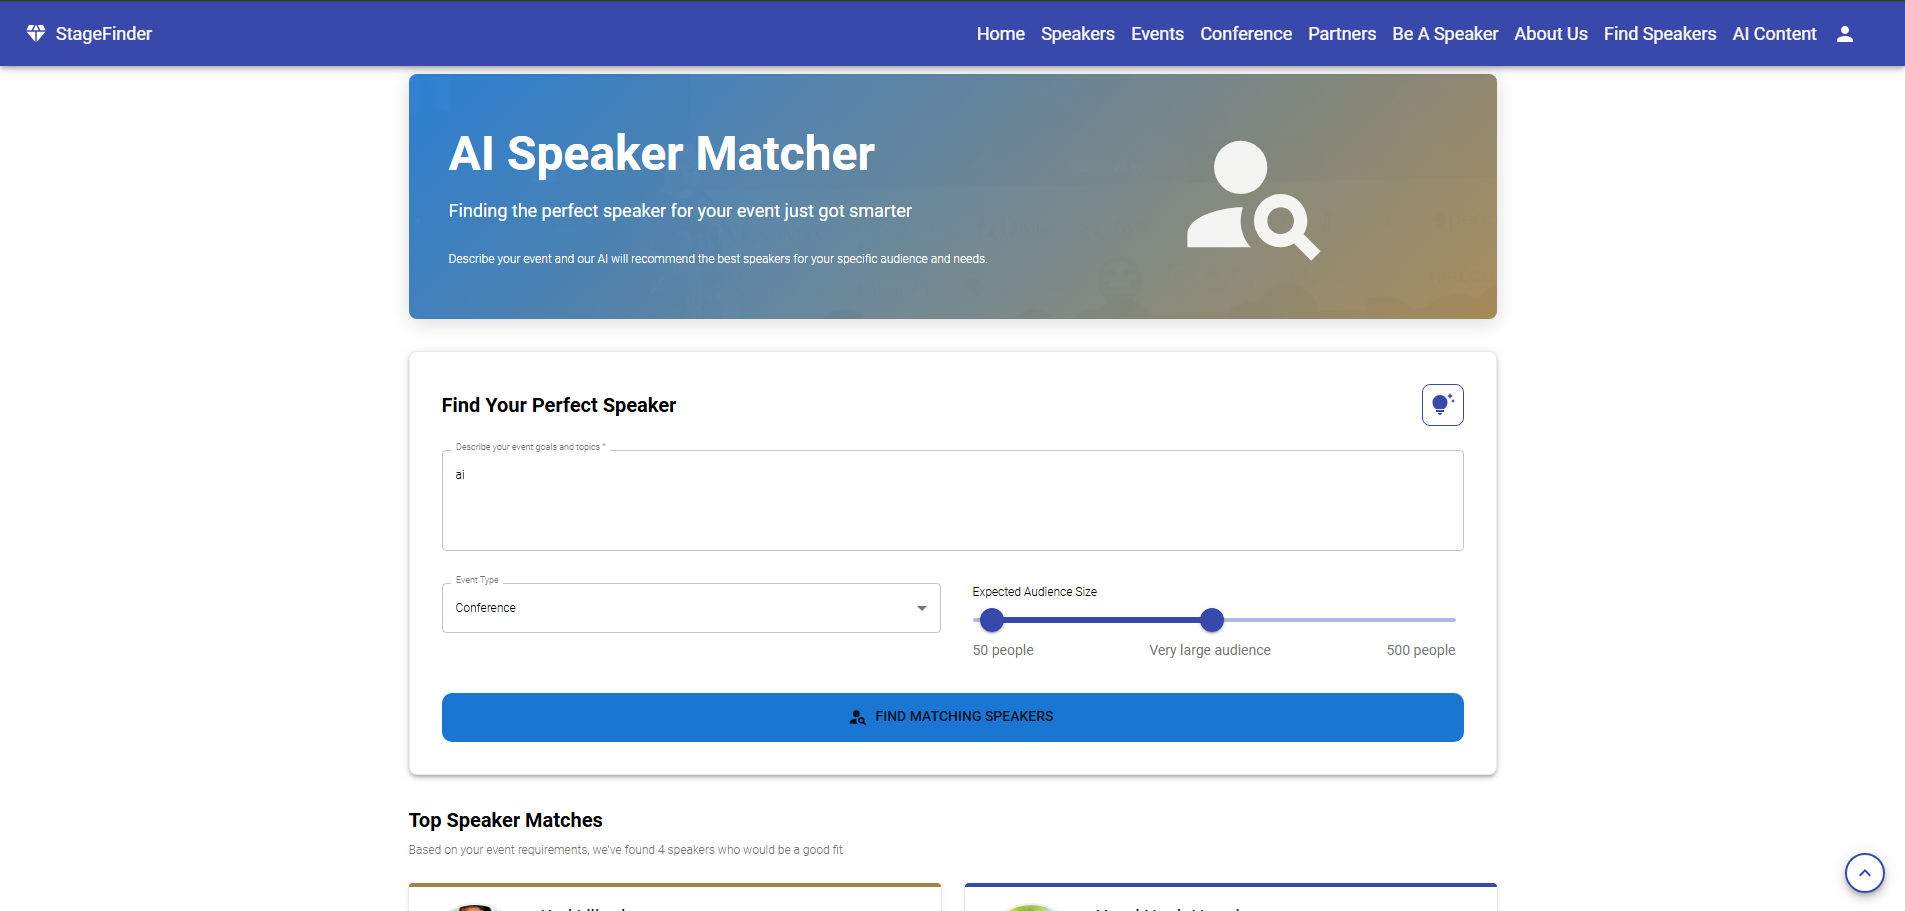 StageFinder
Home Speakers Events Conference Partners Be A Speaker About Us Find Speakers AI Content
AI Speaker Matcher
Finding the perfect speaker for your event just got smarter
Describe your event and our AI will recommend the best speakers for your specific audience and needs.
Find Your Perfect Speaker
Describe your event goals and topics *
ai
Event Type
Conference
Expected Audience Size
50 people Very large audience 500 people
FIND MATCHING SPEAKERS
Top Speaker Matches
Based on your event requirements, we've found 4 speakers who would be a good fit